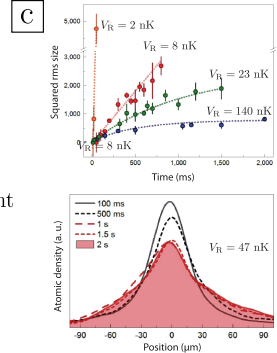 c
V_R = 2 nK
V_R = 8 nK
V_R = 23 nK
V_R = 140 nK
V_R = 8 nK
Squared rms size
5,000
3,000
2,000
1,000
0
0 500 1,000 1,500 2,000
Time (ms)
nt
100 ms
500 ms
1 s
1.5 s
2 s
V_R = 47 nK
Atomic density (a. u.)
-90 -60 -30 0 30 60 90
Position (µm)